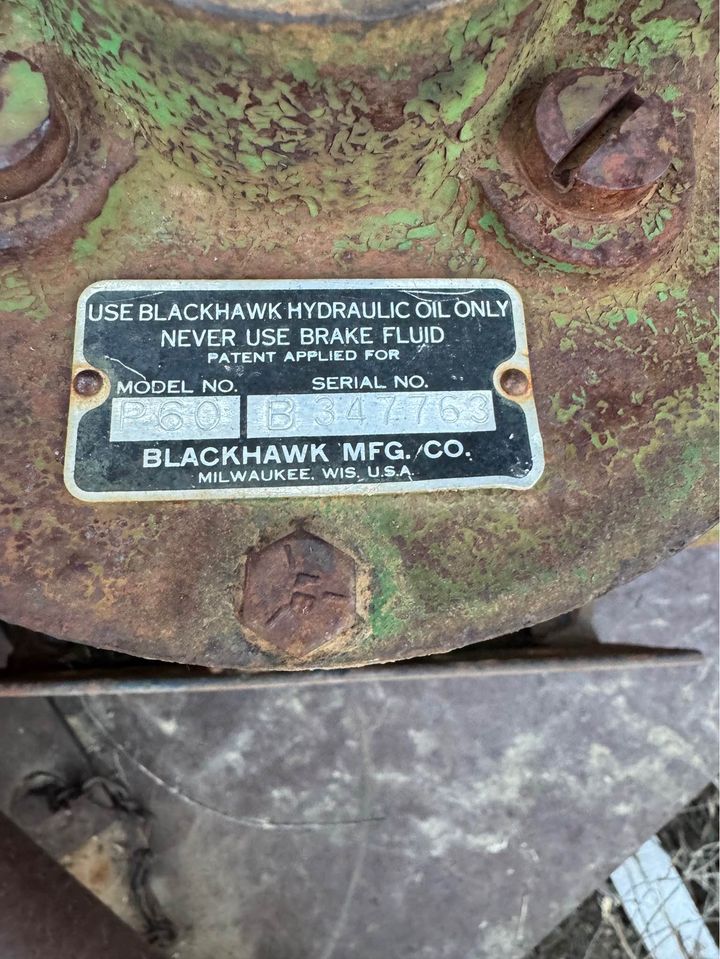 USE BLACKHAWK HYDRAULIC OIL ONLY
NEVER USE BRAKE FLUID
PATENT APPLIED FOR
MODEL NO. SERIAL NO.
P60 B 347763
BLACKHAWK MFG. CO.
MILWAUKEE, WIS. U.S.A.